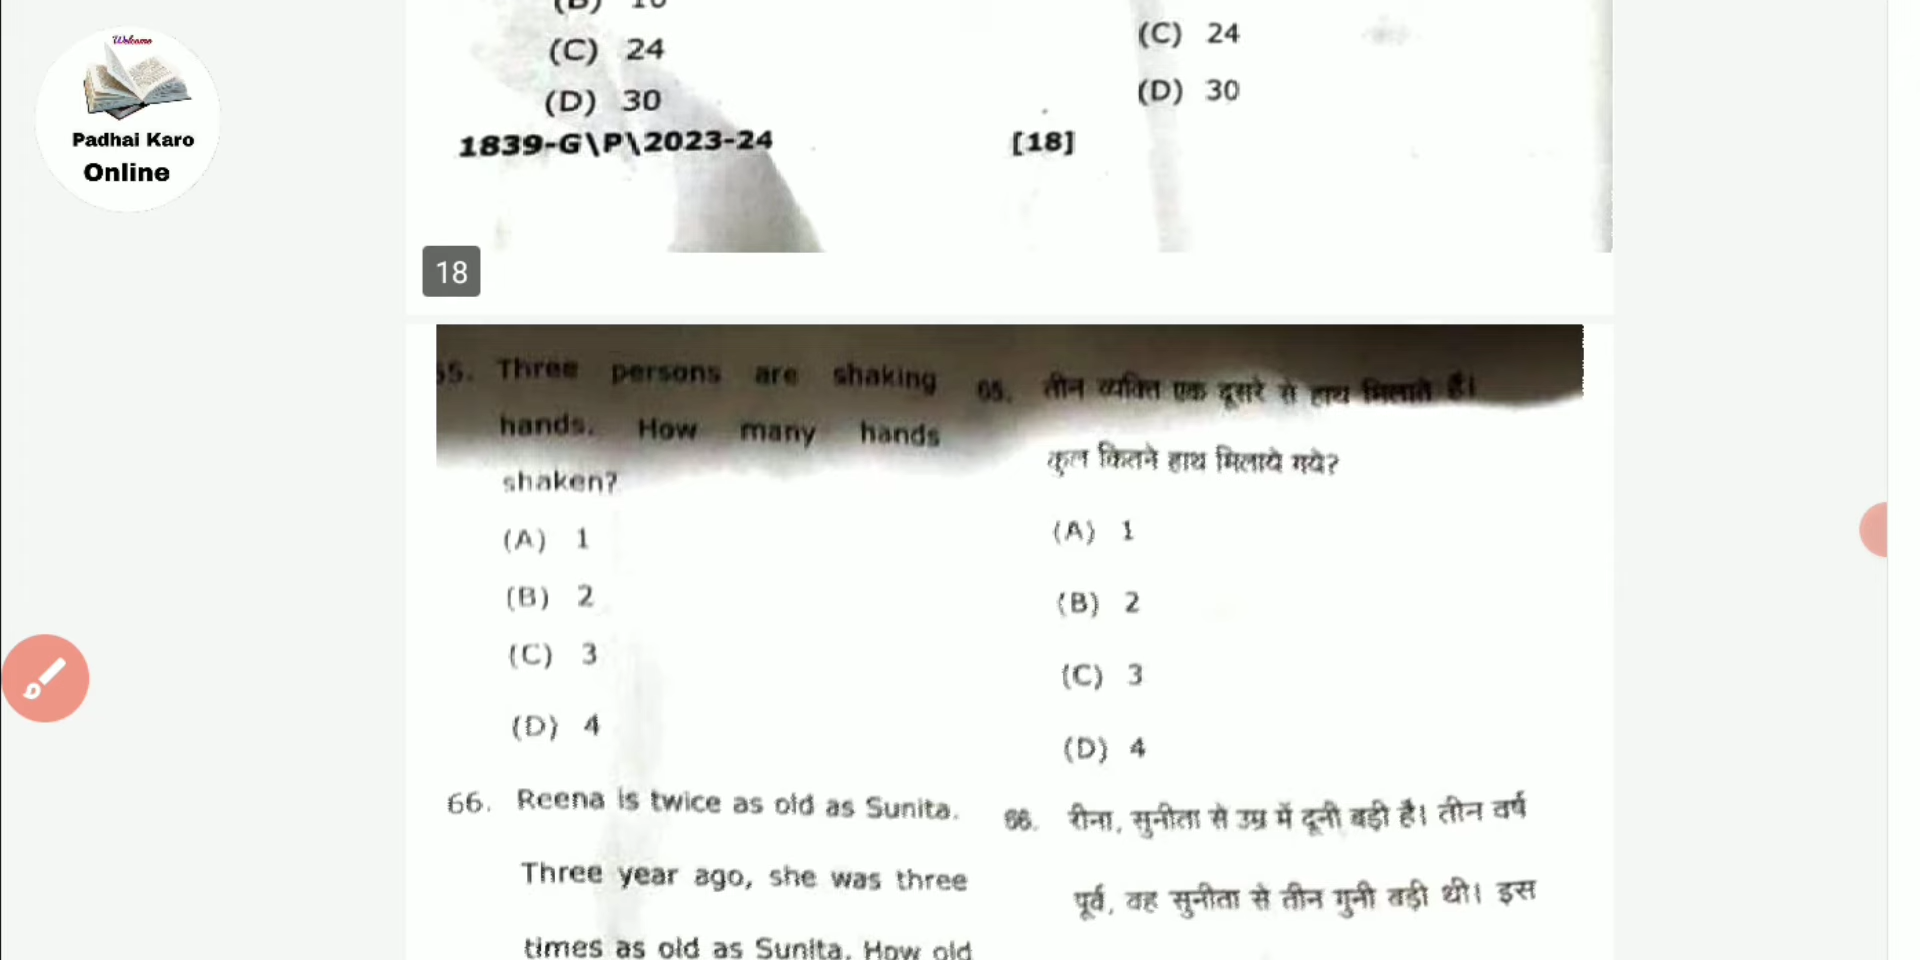 Welcome
Padhai Karo
Online
(C) 24
(D) 30
1839-G\P\2023-24
(C) 24
(D) 30
[18]
18
Three persons are shaking
hands. How many hands
shaken?
(A) 1
(B) 2
(C) 3
(D) 4
66. Reena is twice as old as Sunita.
Three year ago, she was three
times as old as Sunita. How old
65. तीन व्यक्ति एक दूसरे से हाथ मिलाते हैं।
कुल कितने हाथ मिलाये गये?
(A) 1
(B) 2
(C) 3
(D) 4
66. रीना, सुनीता से उम्र में दूनी बड़ी है। तीन वर्ष
पूर्व, वह सुनीता से तीन गुनी बड़ी थी। इस